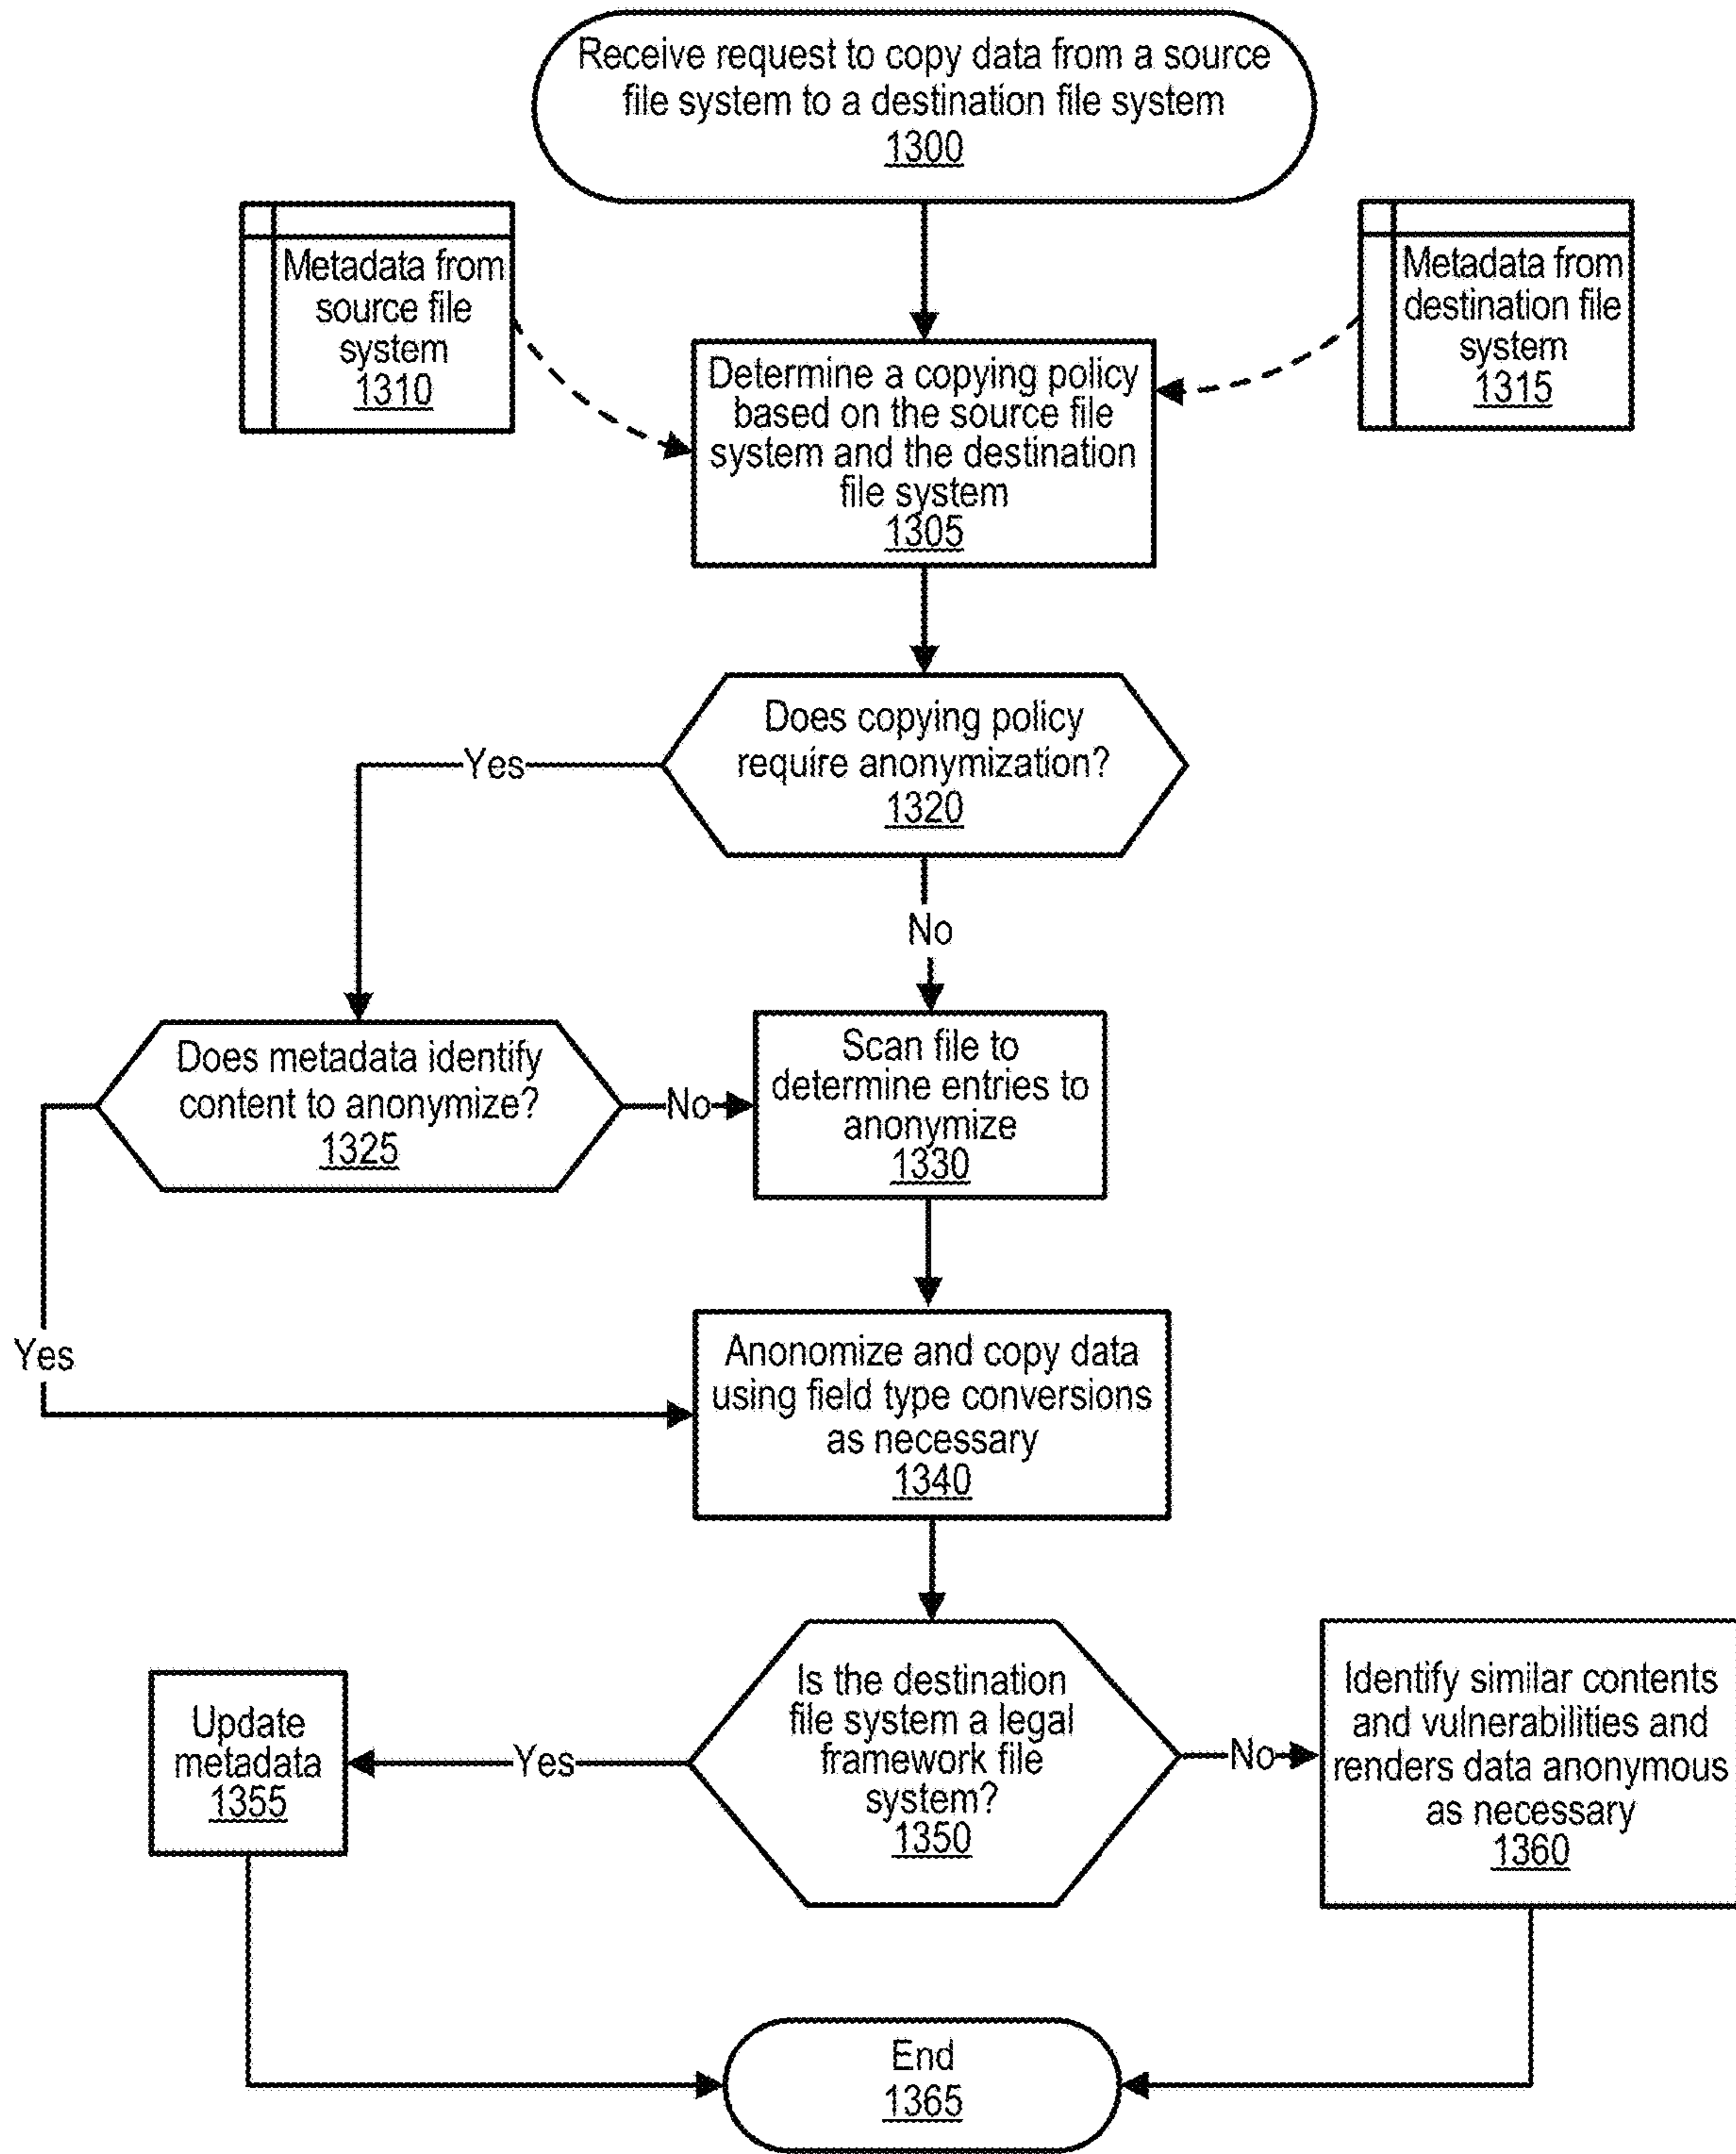 Receive request to copy data from a source
file system to a destination file system
1300
Metadata from
source file
system
1310
Metadata from
destination file
system
1315
Determine a copying policy
based on the source file
system and the destination
file system
1305
Does copying policy
require anonymization?
1320
Yes
No
Does metadata identify
content to anonymize?
1325
No
Scan file to
determine entries to
anonymize
1330
Yes
Anonomize and copy data
using field type conversions
as necessary
1340
Is the destination
file system a legal
framework file
system?
1350
Yes
No
Update
metadata
1355
Identify similar contents
and vulnerabilities and
renders data anonymous
as necessary
1360
End
1365